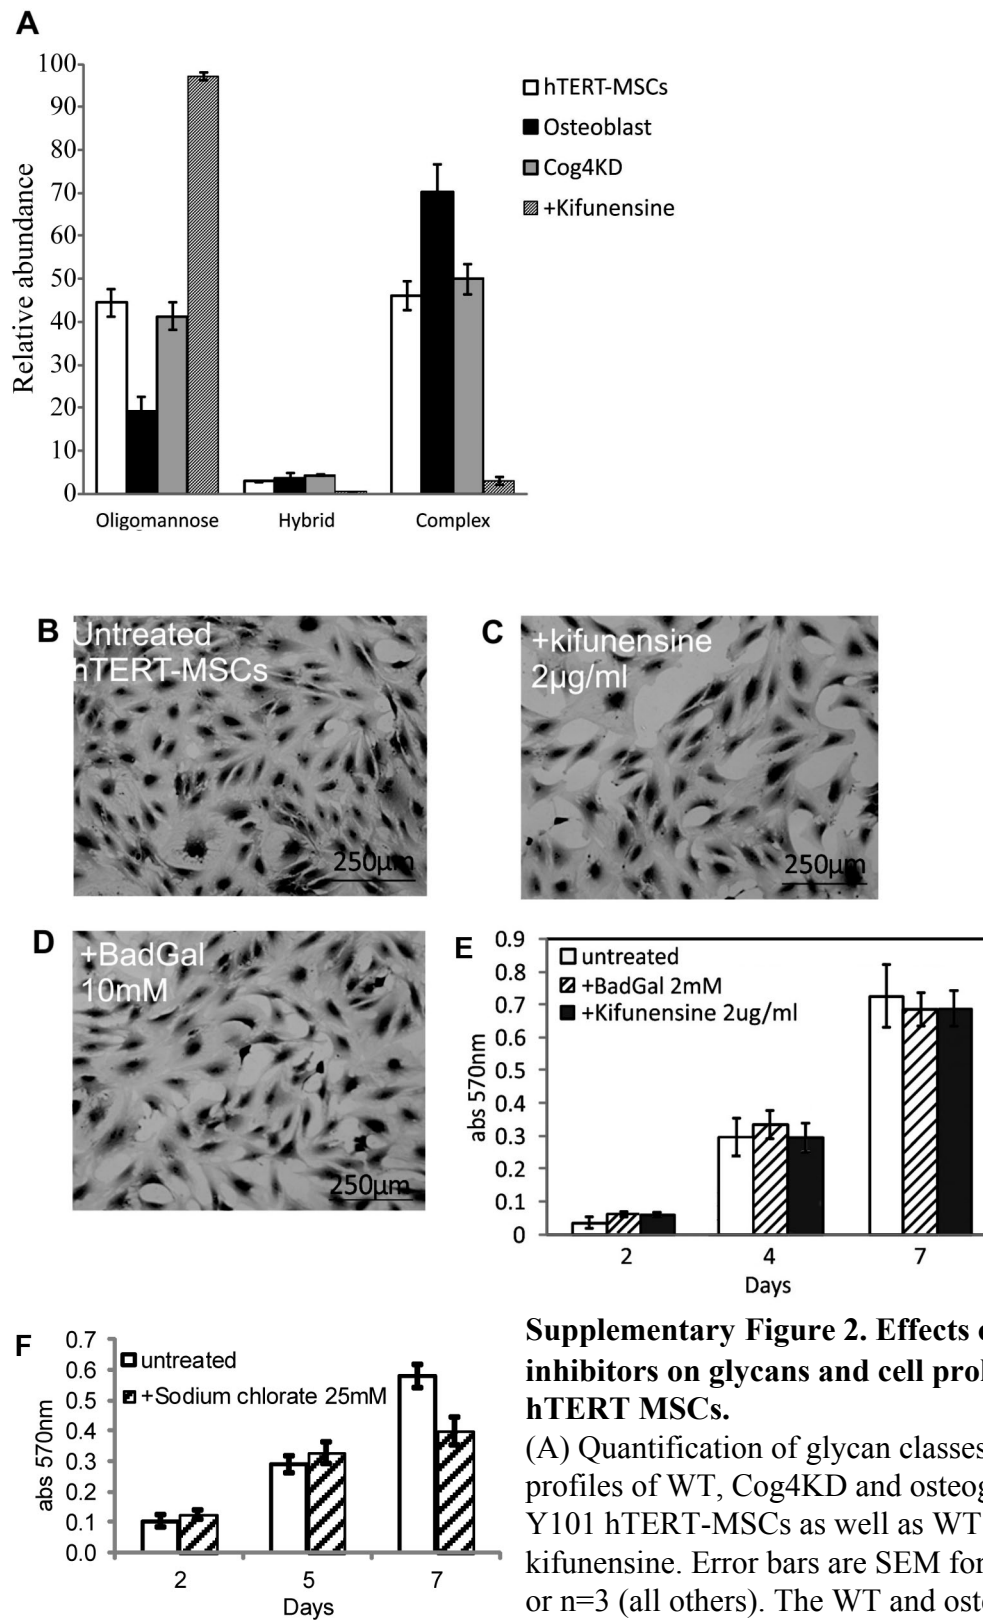 A
100
90
80
70
60
50
40
30
20
10
0
Relative abundance
hTERT-MSCs
Osteoblast
Cog4KD
+Kifunensine
Oligomannose Hybrid Complex
B
Untreated
hTERT-MSCs
250µm
C
+kifunensine
2µg/ml
250µm
D
+BadGal
10mM
250µm
E
0.9
0.8
0.7
0.6
0.5
0.4
0.3
0.2
0.1
0
abs 570nm
untreated
+BadGal 2mM
+Kifunensine 2ug/ml
2 4 7
Days
F
0.7
0.6
0.5
0.4
0.3
0.2
0.1
0.0
abs 570nm
untreated
+Sodium chlorate 25mM
2 5 7
Days
Supplementary Figure 2. Effects
inhibitors on glycans and cell
hTERT MSCs.
(A) Quantification of glycan classes
profiles of WT, Cog4KD and
Y101 hTERT-MSCs as well as WT
kifunensine. Error bars are SEM for
or n=3 (all others). The WT and